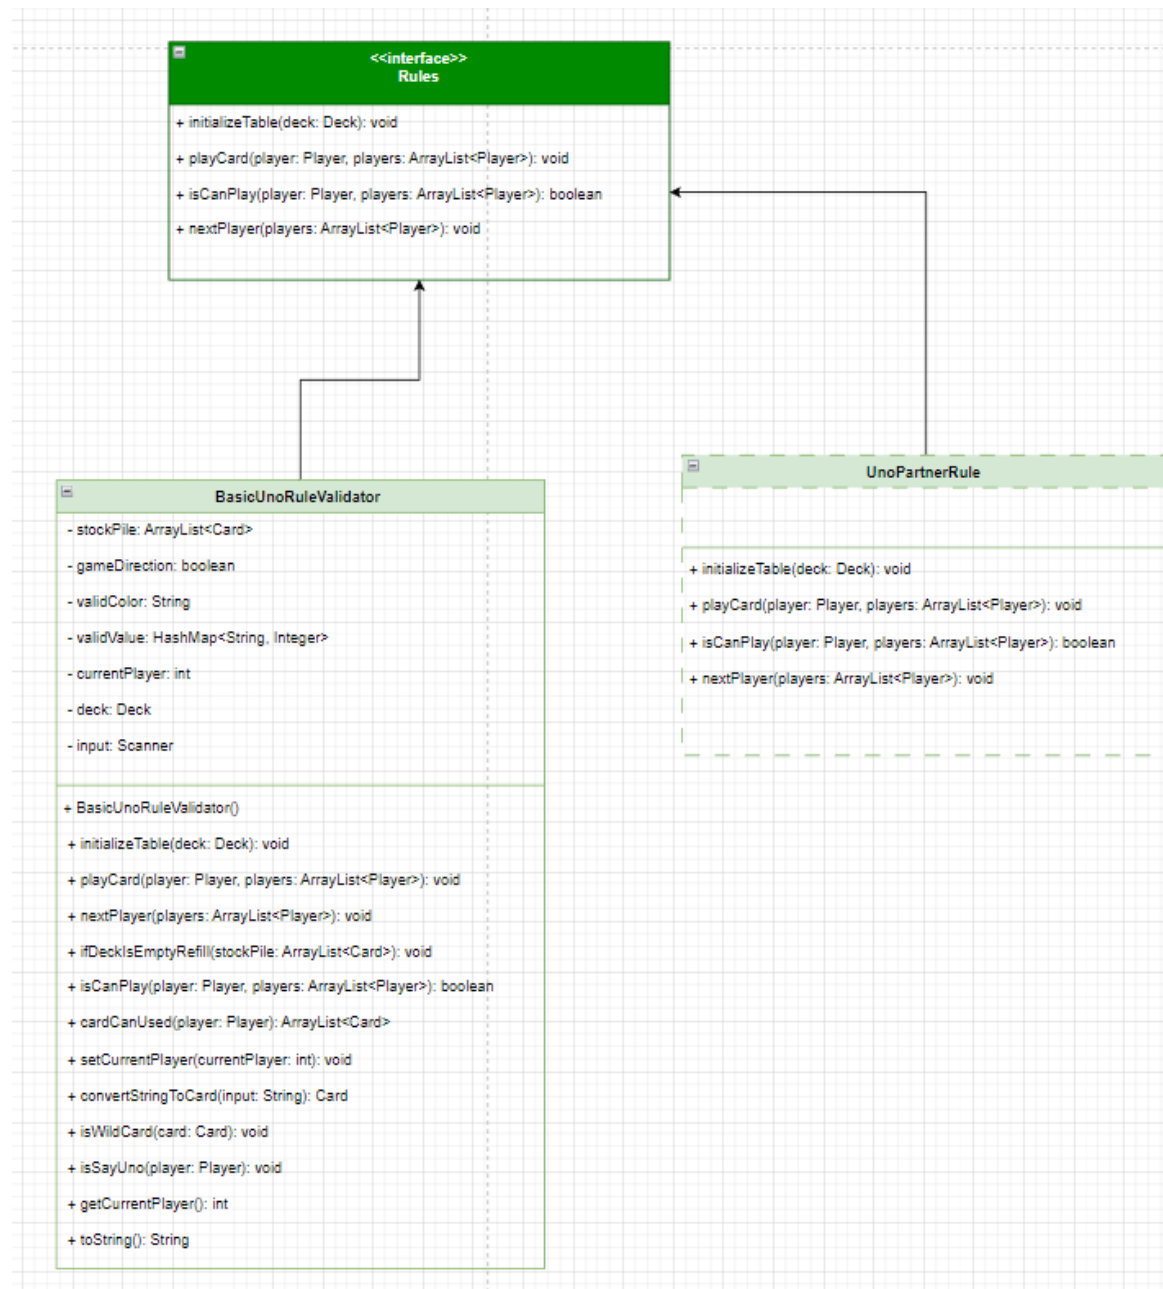 <<interface>>
Rules
+ initializeTable(deck: Deck): void
+ playCard(player: Player, players: ArrayList<Player>): void
+ isCanPlay(player: Player, players: ArrayList<Player>): boolean
+ nextPlayer(players: ArrayList<Player>): void
BasicUnoRuleValidator
- stockPile: ArrayList<Card>
- gameDirection: boolean
- validColor: String
- validValue: HashMap<String, Integer>
- currentPlayer: int
- deck: Deck
- input: Scanner
+ BasicUnoRuleValidator()
+ initializeTable(deck: Deck): void
+ playCard(player: Player, players: ArrayList<Player>): void
+ nextPlayer(players: ArrayList<Player>): void
+ ifDeckIsEmptyRefill(stockPile: ArrayList<Card>): void
+ isCanPlay(player: Player, players: ArrayList<Player>): boolean
+ cardCanUsed(player: Player): ArrayList<Card>
+ setCurrentPlayer(currentPlayer: int): void
+ convertStringToCard(input: String): Card
+ isWildCard(card: Card): void
+ isSayUno(player: Player): void
+ getCurrentPlayer(): int
+ toString(): String
UnoPartnerRule
+ initializeTable(deck: Deck): void
+ playCard(player: Player, players: ArrayList<Player>): void
+ isCanPlay(player: Player, players: ArrayList<Player>): boolean
+ nextPlayer(players: ArrayList<Player>): void